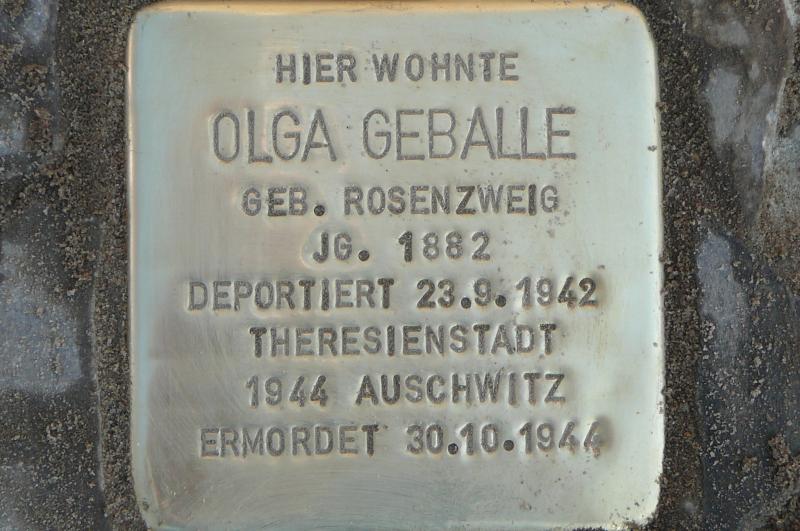 HIER WOHNTE
OLGA GEBALLE
GEB. ROSENZWEIG
JG. 1882
DEPORTIERT 23.9.1942
THERESIENSTADT
1944 AUSCHWITZ
ERMORDET 30.10.1944